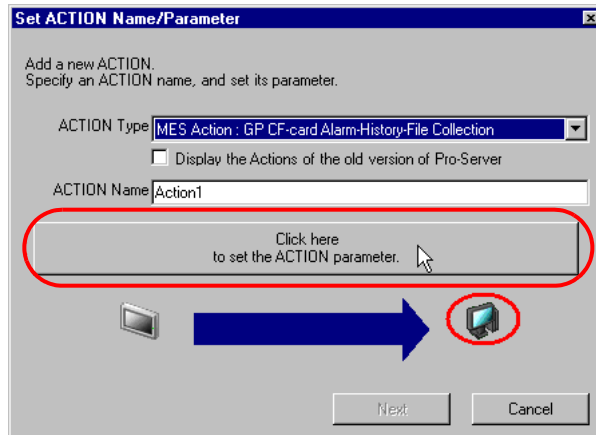 Set ACTION Name/Parameter
Add a new ACTION.
Specify an ACTION name, and set its parameter.
ACTION Type MES Action : GP CF-card Alarm-History-File Collection
Display the Actions of the old version of Pro-Server
ACTION Name Action1
Click here
to set the ACTION parameter.
Next Cancel